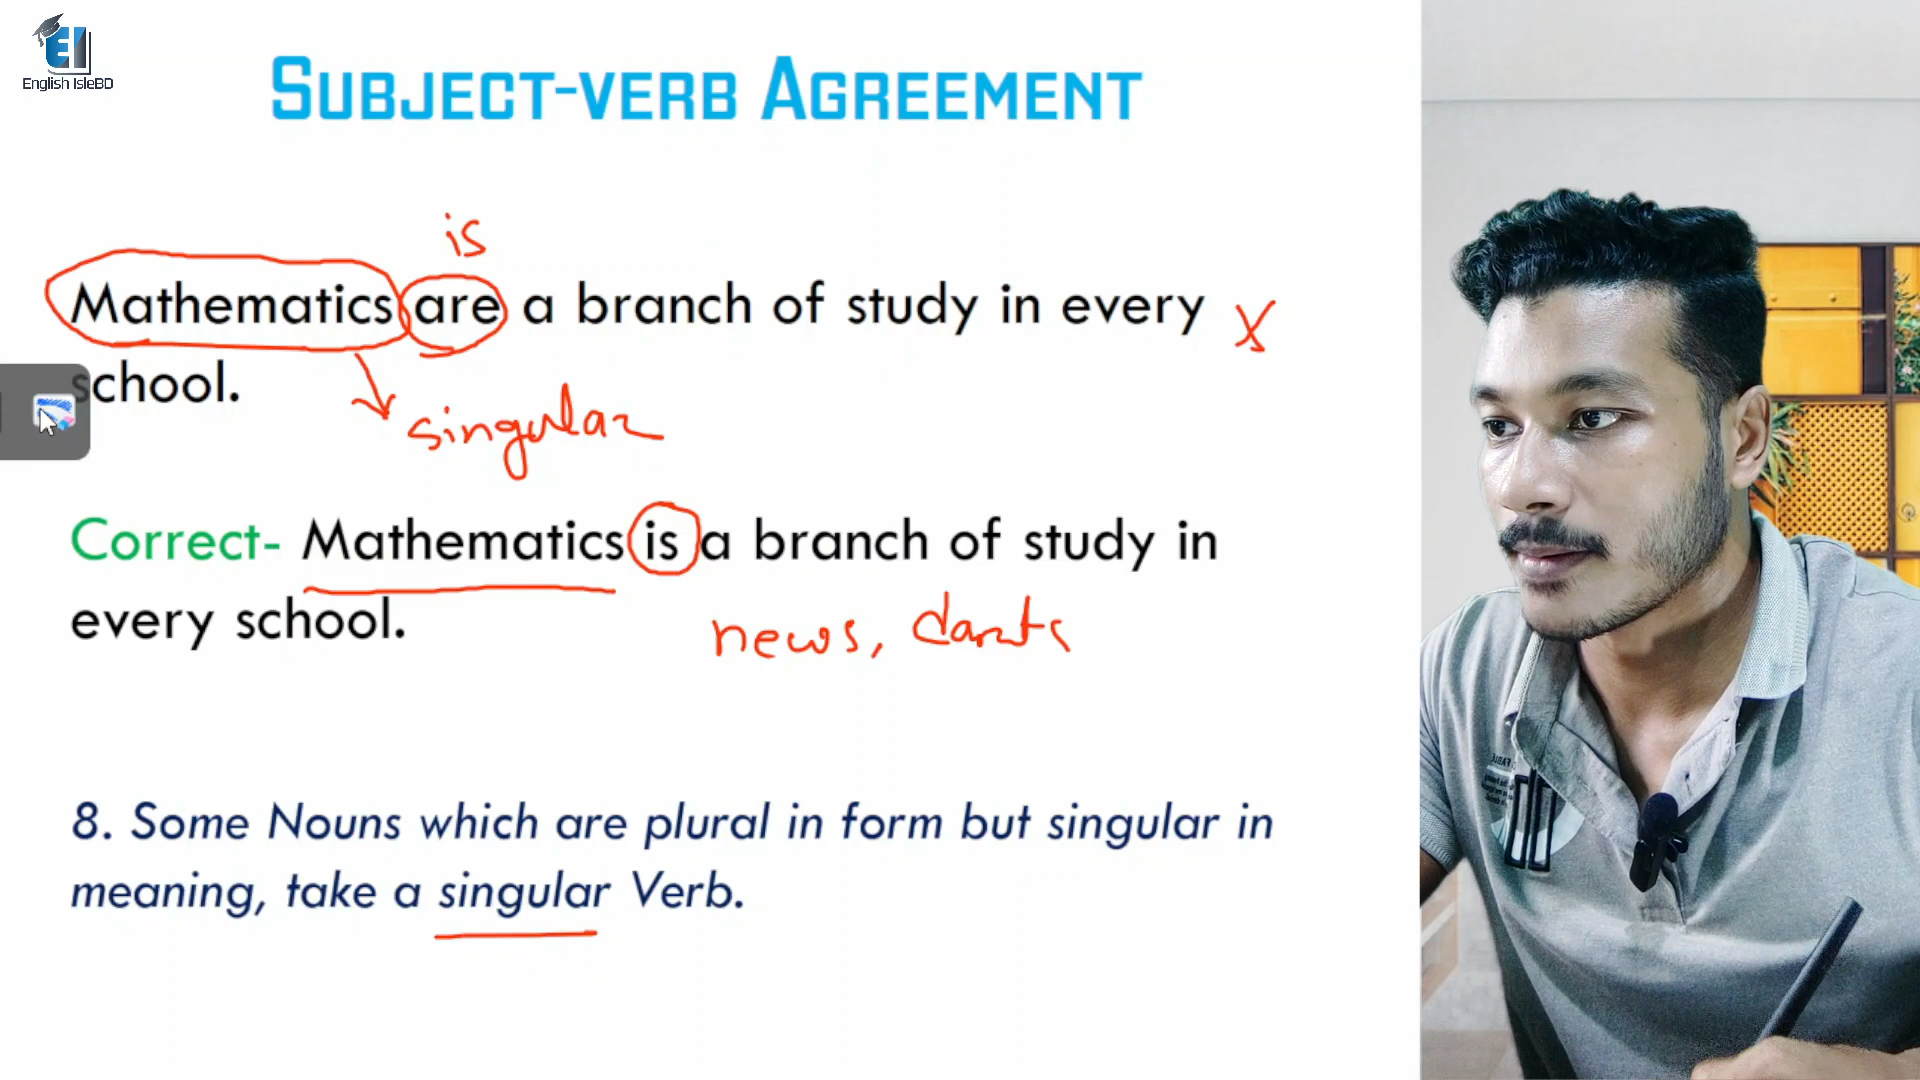 EI
English IsleBD
SUBJECT-VERB AGREEMENT
is
Mathematics are a branch of study in every X
school.
singular
Correct- Mathematics is a branch of study in
every school.
news,
8. Some Nouns which are plural in form but singular in
meaning, take a singular Verb.